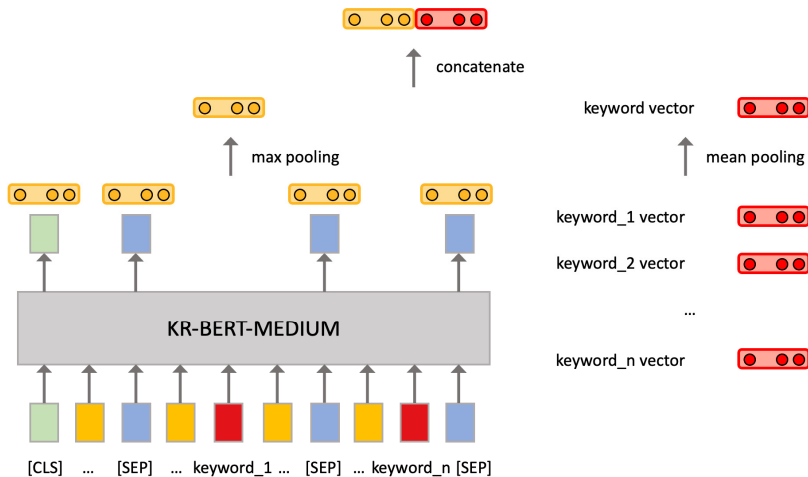 concatenate
keyword vector
max pooling
mean pooling
keyword_1 vector
keyword_2 vector
...
keyword_n vector
KR-BERT-MEDIUM
[CLS] ... [SEP] ... keyword_1 ... [SEP] ... keyword_n [SEP]